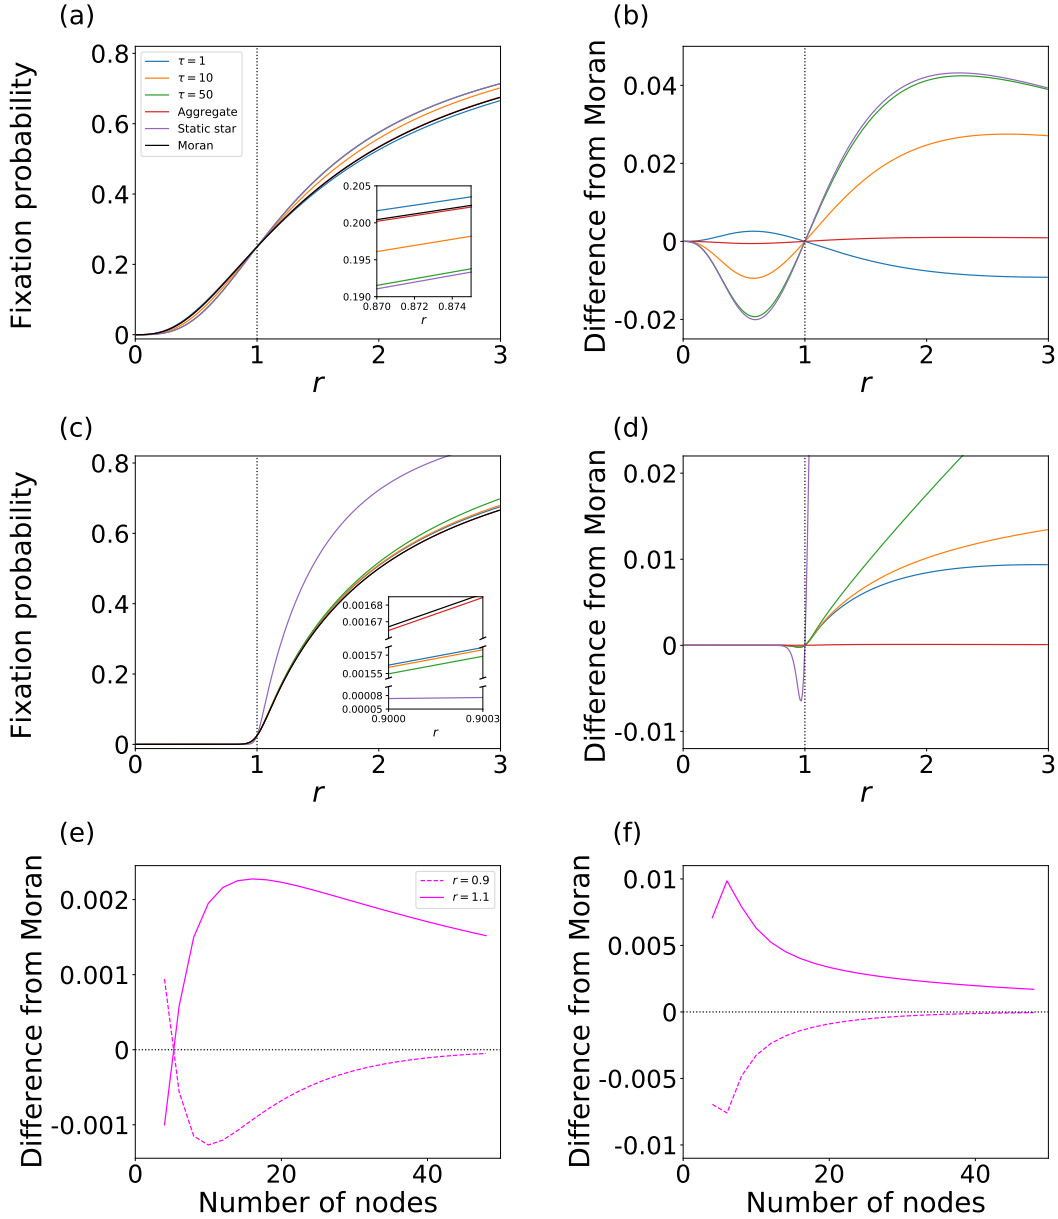 (a)
Fixation probability
0.8
0.6
0.4
0.2
0
τ = 1
τ = 10
τ = 50
Aggregate
Static star
Moran
0.205
0.200
0.195
0.190
0.870
0.872
0.874
r
0
1
2
3
r
(b)
Difference from Moran
0.04
0.02
0
-0.02
0
1
2
3
r
(c)
Fixation probability
0.8
0.6
0.4
0.2
0
0.00168
0.00167
0.00157
0.00155
0.00008
0.00005
0.9000
0.9003
r
0
1
2
3
r
(d)
Difference from Moran
0.02
0.01
0
-0.01
0
1
2
3
r
(e)
Difference from Moran
0.002
0.001
0
-0.001
r = 0.9
r = 1.1
0
20
40
Number of nodes
(f)
Difference from Moran
0.01
0.005
0
-0.005
-0.01
0
20
40
Number of nodes